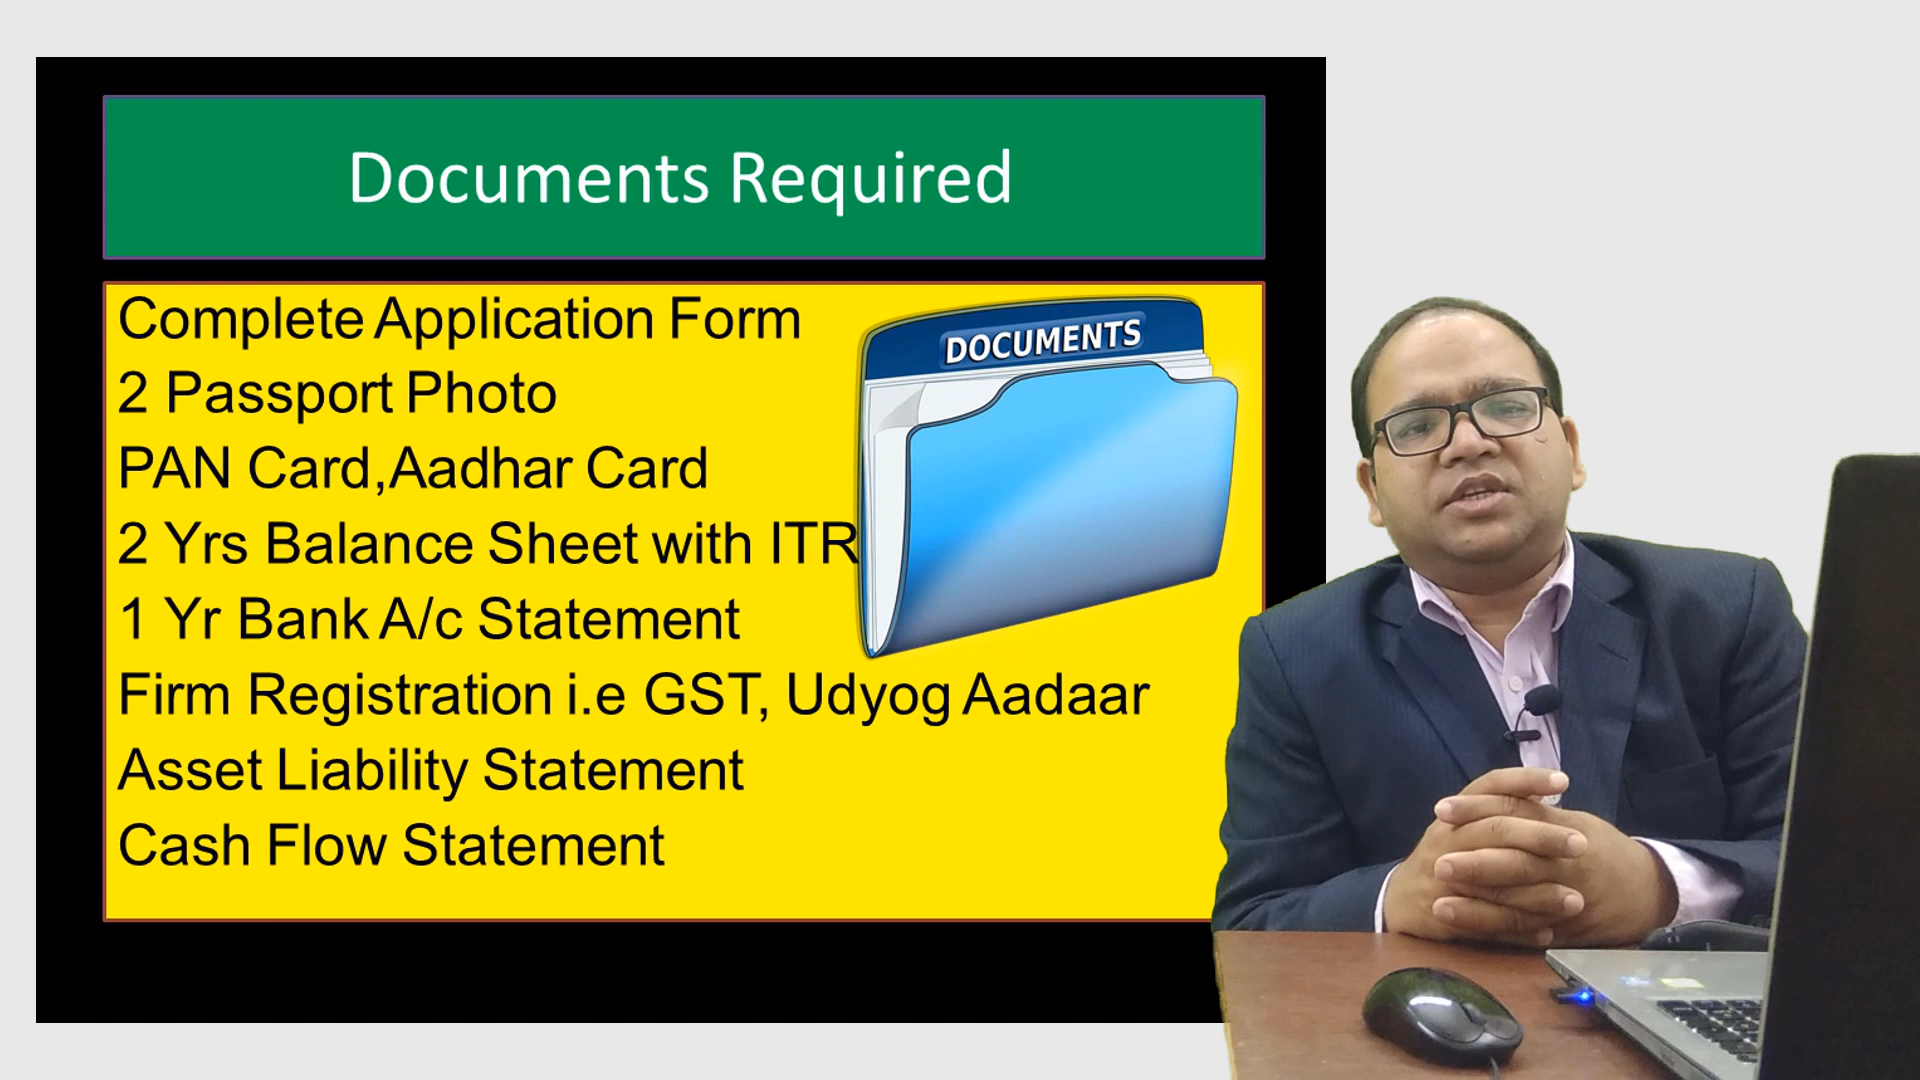 Documents Required
Complete Application Form
DOCUMENTS
2 Passport Photo
PAN Card,Aadhar Card
2 Yrs Balance Sheet with ITR
1 Yr Bank A/c Statement
Firm Registration i.e GST, Udyog Aadaar
Asset Liability Statement
Cash Flow Statement